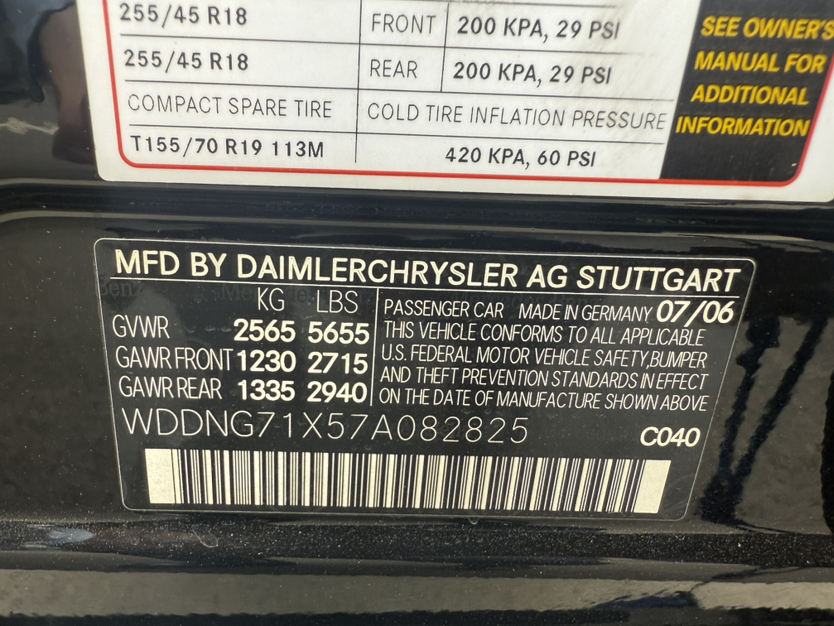 255/45 R18 FRONT 200 KPA, 29 PSI
255/45 R18 REAR 200 KPA, 29 PSI
COMPACT SPARE TIRE COLD TIRE INFLATION PRESSURE
T155/70 R19 113M 420 KPA, 60 PSI
SEE OWNER'S
MANUAL FOR
ADDITIONAL
INFORMATION
MFD BY DAIMLERCHRYSLER AG STUTTGART
KG LBS
GVWR 2565 5655
GAWR FRONT 1230 2715
GAWR REAR 1335 2940
PASSENGER CAR MADE IN GERMANY 07/06
THIS VEHICLE CONFORMS TO ALL APPLICABLE
U.S. FEDERAL MOTOR VEHICLE SAFETY,BUMPER
AND THEFT PREVENTION STANDARDS IN EFFECT
ON THE DATE OF MANUFACTURE SHOWN ABOVE
WDDNG71X57A082825 C040